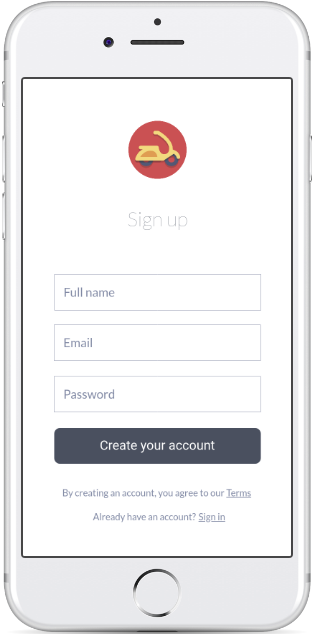 Sign up
Full name
Email
Password
Create your account
By creating an account, you agree to our Terms
Already have an account? Sign in